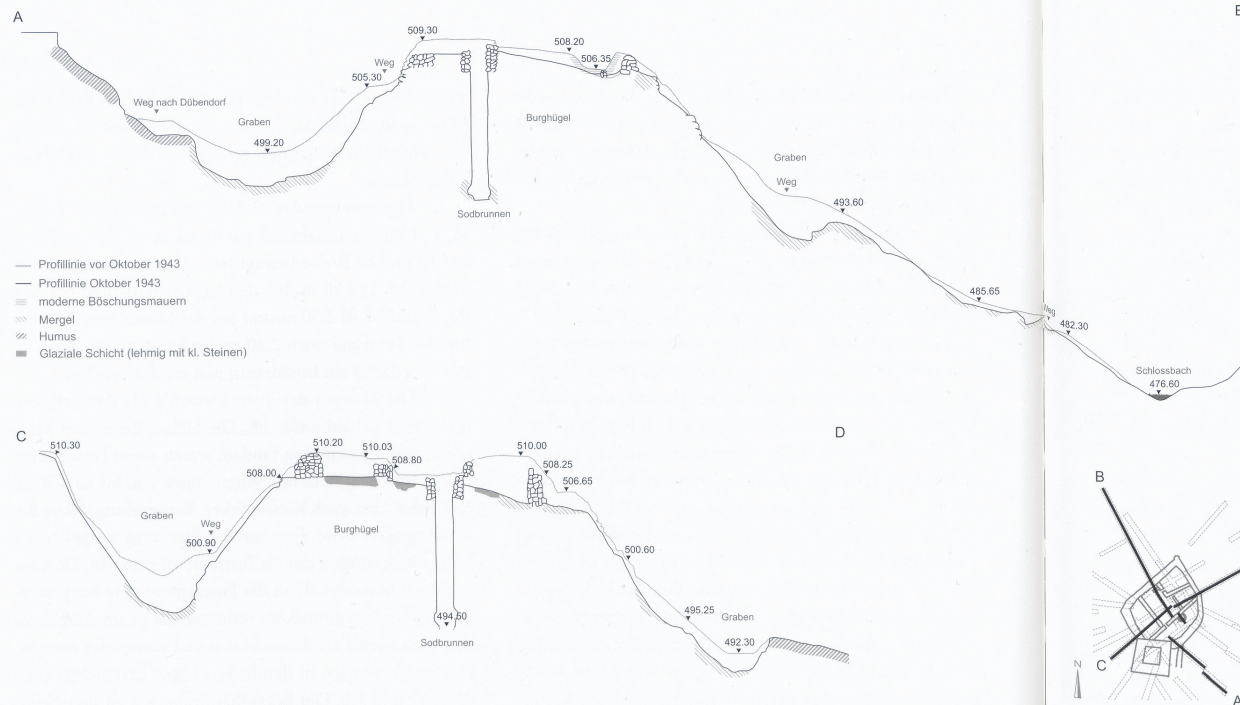 A
B
509.30
508.20
Weg
506.35
505.30
Weg nach Dübendorf
Graben
Burghügel
499.20
Graben
Weg
493.60
Sodbrunnen
Profillinie vor Oktober 1943
Profillinie Oktober 1943
moderne Böschungsmauern
Mergel
Humus
Glaziale Schicht (lehmig mit kl. Steinen)
485.65
Weg
482.30
Schlossbach
476.60
C
D
510.30
510.20
510.03
510.00
508.80
508.00
508.25
506.65
Graben
Weg
Burghügel
500.90
500.60
494.60
Sodbrunnen
495.25
Graben
492.30
B
C
N
A